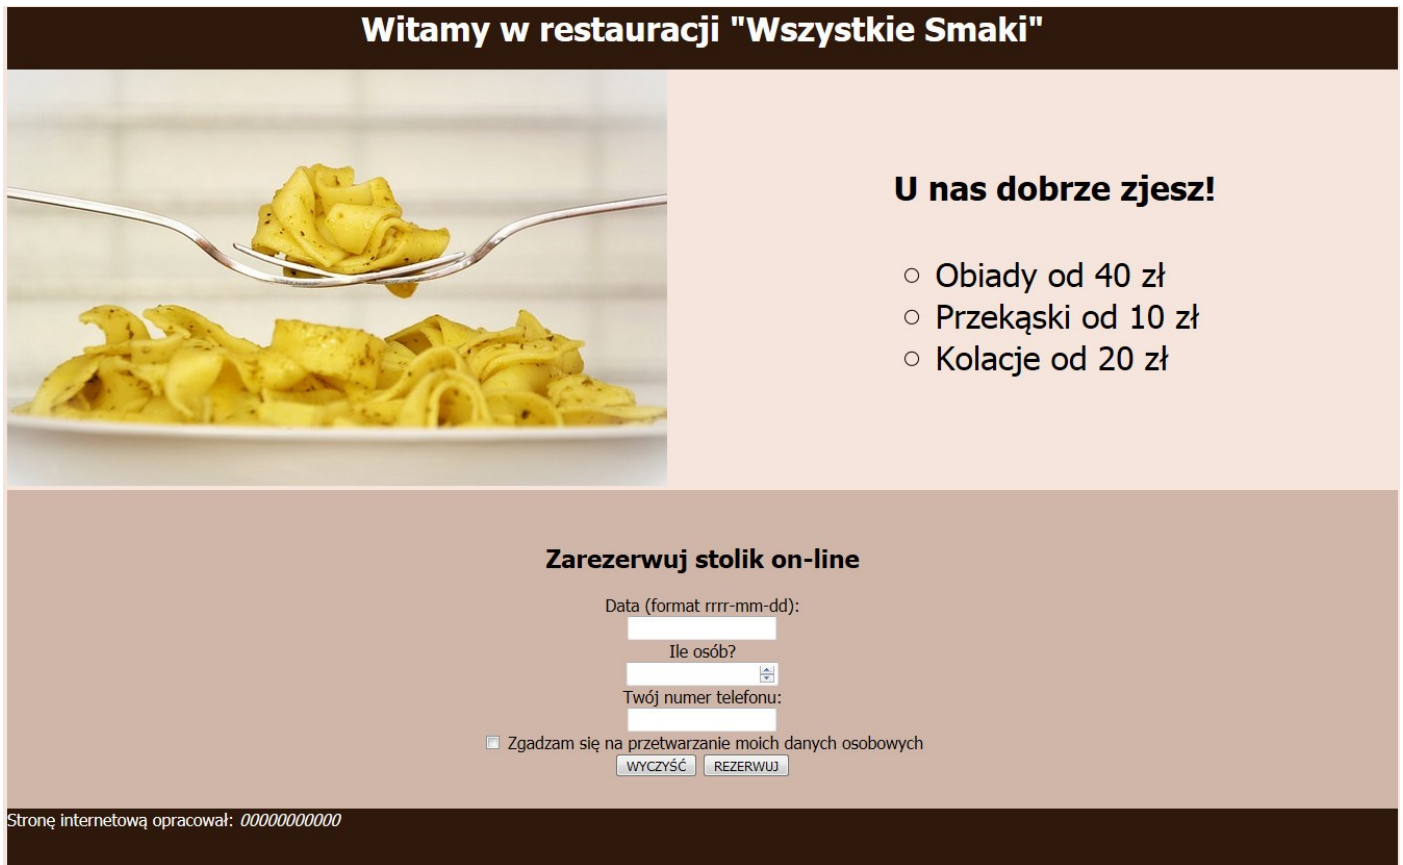 Witamy w restauracji "Wszystkie Smaki"
U nas dobrze zjesz!
Obiady od 40 zł
Przekąski od 10 zł
Kolacje od 20 zł
Zarezerwuj stolik on-line
Data (format rrrr-mm-dd):
Ile osób?
Twój numer telefonu:
Zgadzam się na przetwarzanie moich danych osobowych
WYCZYŚĆ REZERWUJ
Stronę internetową opracował: 00000000000